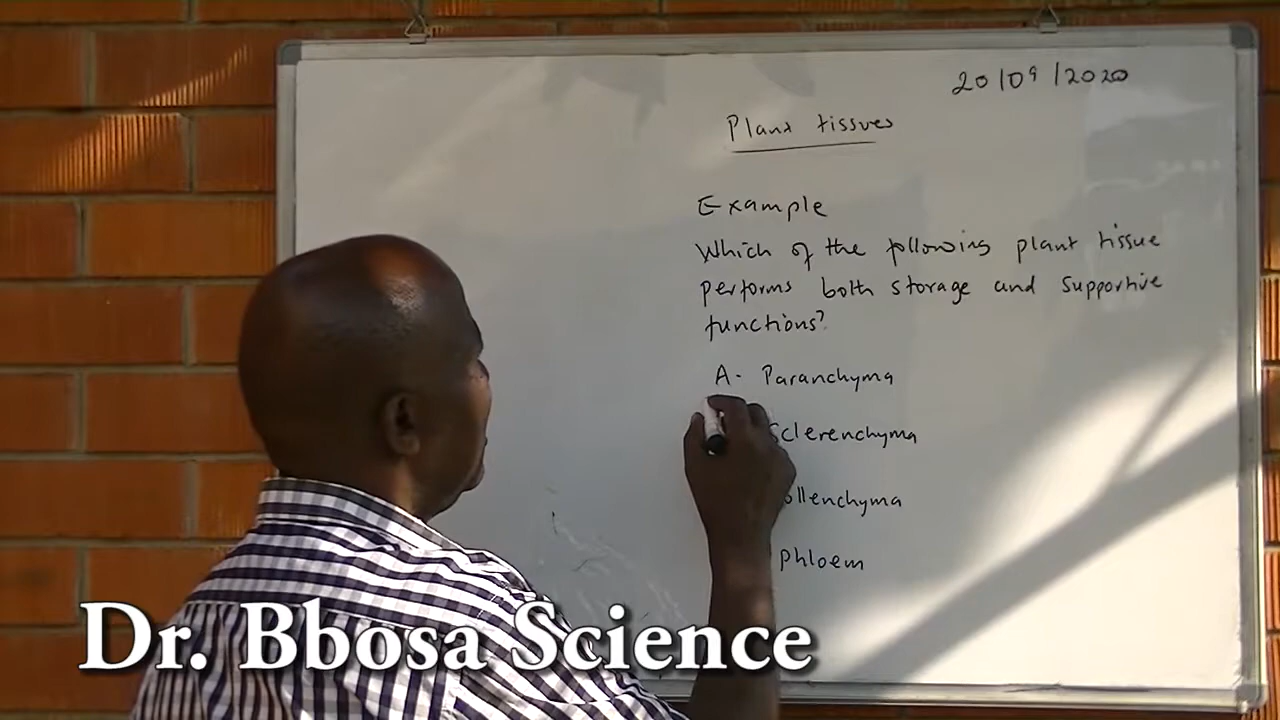 20/09/2020
Plant tissues
Example
Which of the following plant tissue
performs both storage and supportive
functions?
A- Paranchyma
Sclerenchyma
ollenchyma
Phloem
Dr. Bbosa Science